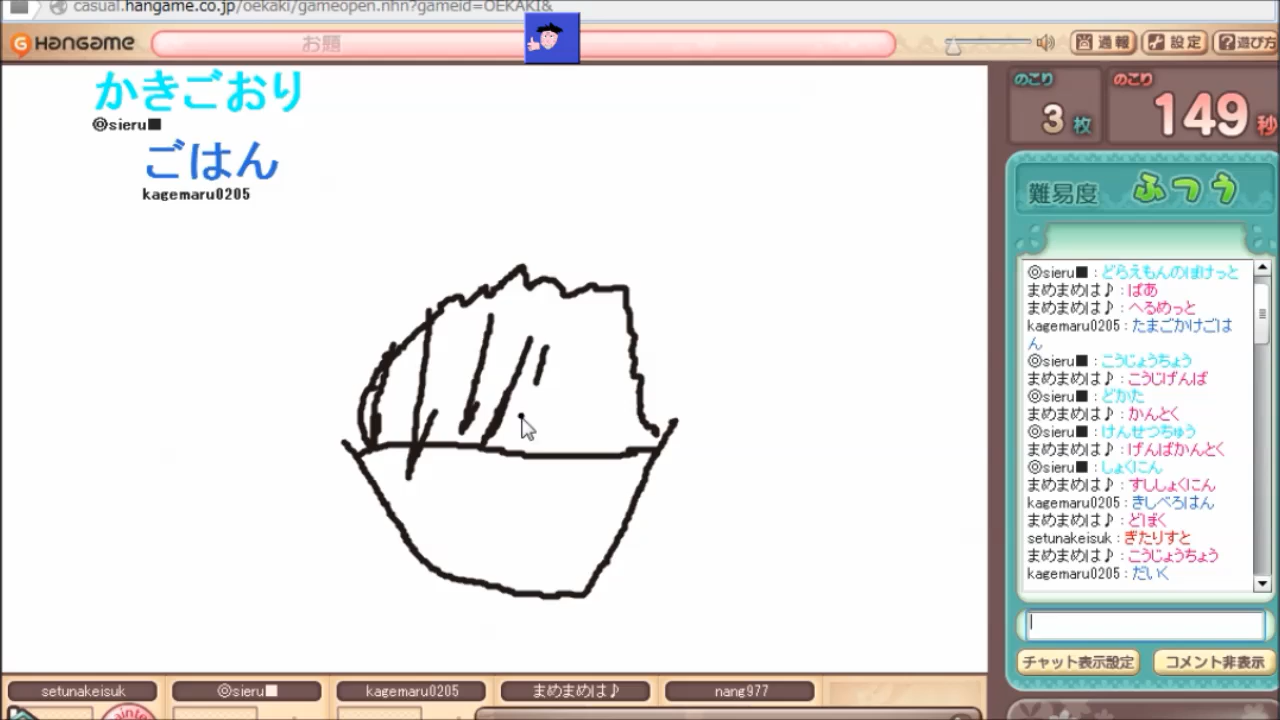 casual.hangame.co.jp/oekaki/gameopen.nhn?gameid=OEKAKI&
HANGAME
お題
通報
設定
遊び方
かきごおり
◎sieru■
ごはん
kagemaru0205
のこり
3枚
のこり
149秒
難易度 ふつう
◎sieru■ : どらえもんのぽけっと
まめまめは♪ : ばあ
まめまめは♪ : へるめっと
kagemaru0205 : たまごかけごは
ん
◎sieru■ : こうじょうちょう
まめまめは♪ : こうじげんば
◎sieru■ : どかた
まめまめは♪ : かんとく
◎sieru■ : けんせつちゅう
まめまめは♪ : げんばかんとく
◎sieru■ : しょくにん
まめまめは♪ : すししょくにん
kagemaru0205 : きしべろはん
まめまめは♪ : どぼく
setunakeisuk : ぎたりすと
まめまめは♪ : こうじょうちょう
kagemaru0205 : だいく
チャット表示設定
コメント非表示
setunakeisuk
◎sieru■
kagemaru0205
まめまめは♪
nang977